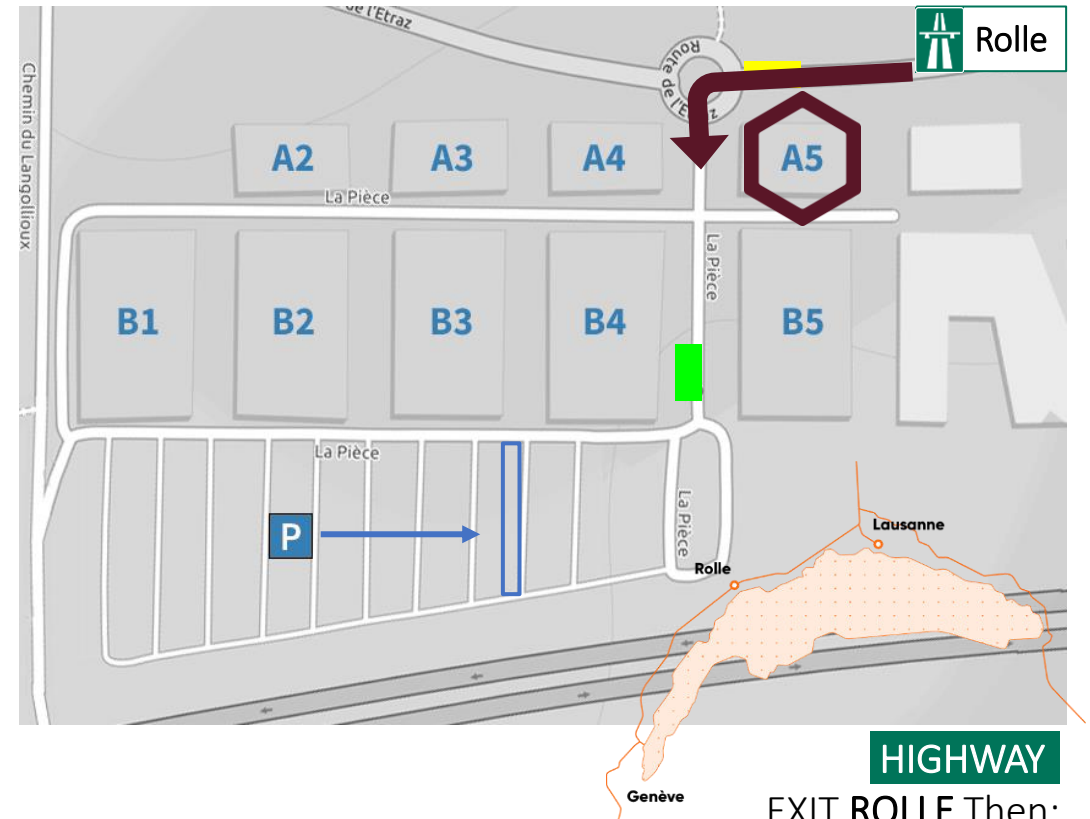 de l'Etraz
Rolle
Route de l'Etraz
Chemin du Langollioux
A2
A3
A4
A5
La Pièce
La Pièce
B1
B2
B3
B4
B5
La Pièce
La Pièce
P
Lausanne
Rolle
Genève
HIGHWAY
EXIT ROLLE Then: